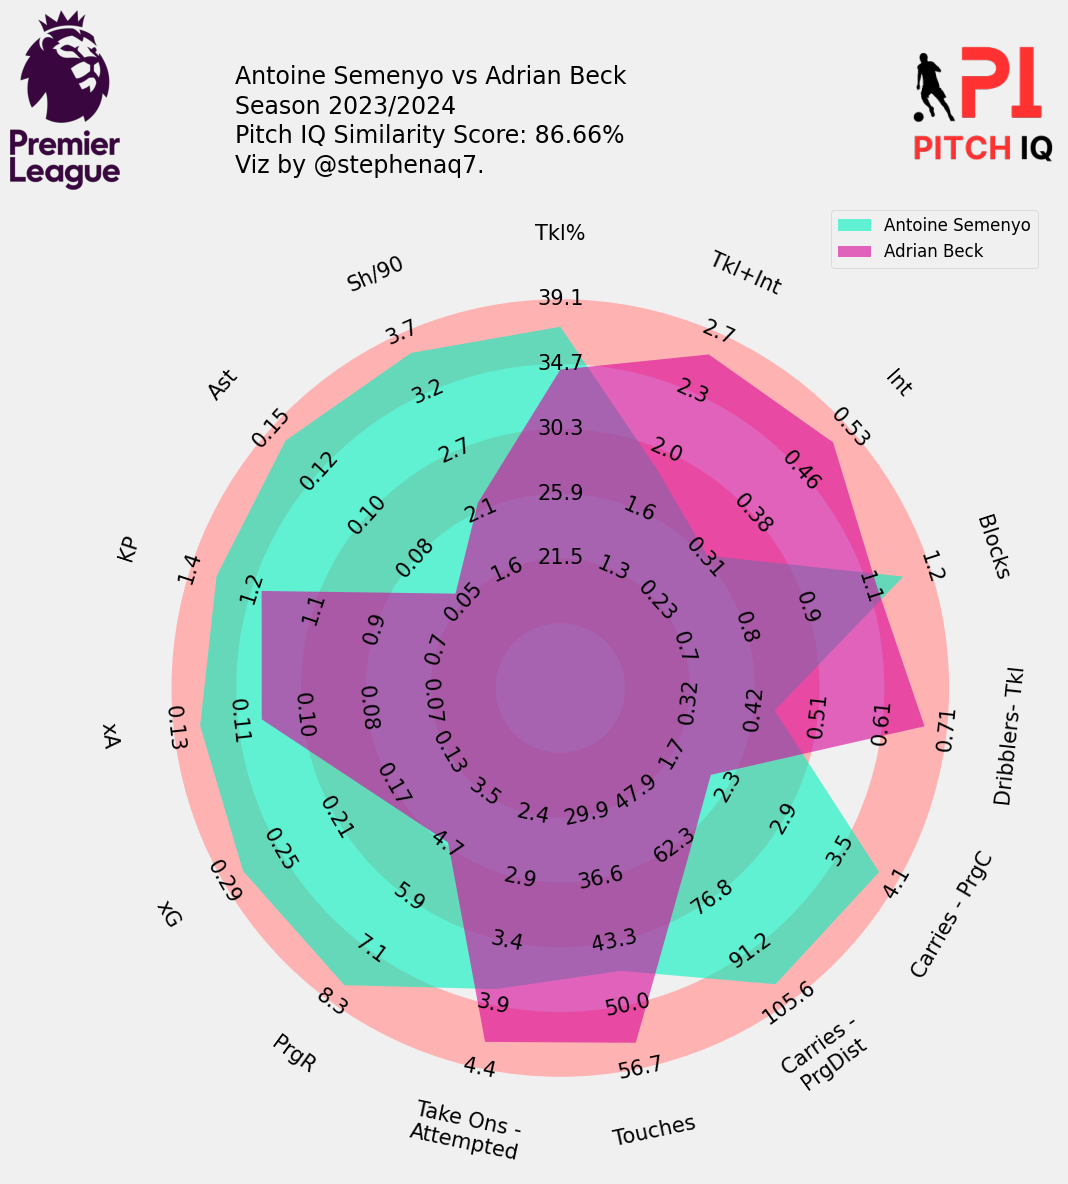 Premier
League
Antoine Semenyo vs Adrian Beck
Season 2023/2024
Pitch IQ Similarity Score: 86.66%
Viz by @stephenaq7.
PI
PITCH IQ
Antoine Semenyo
Adrian Beck
Tkl%
39.1
34.7
30.3
25.9
21.5
Tkl+Int
2.7
2.3
2.0
1.6
1.3
Int
0.53
0.46
0.38
0.31
0.23
Blocks
1.2
1.1
0.9
0.8
0.7
Dribblers- Tkl
0.71
0.61
0.51
0.42
0.32
Carries - PrgC
4.1
3.5
2.9
2.3
1.7
Carries -
PrgDist
105.6
91.2
76.8
62.3
47.9
Touches
56.7
50.0
43.3
36.6
29.9
Take Ons -
Attempted
4.4
3.9
3.4
2.9
2.4
PrgR
8.3
7.1
5.9
4.7
3.5
xG
0.29
0.25
0.21
0.17
0.13
xA
0.13
0.11
0.10
0.08
0.07
KP
1.4
1.2
1.1
0.9
0.7
Ast
0.15
0.12
0.10
0.08
0.05
Sh/90
3.7
3.2
2.7
2.1
1.6